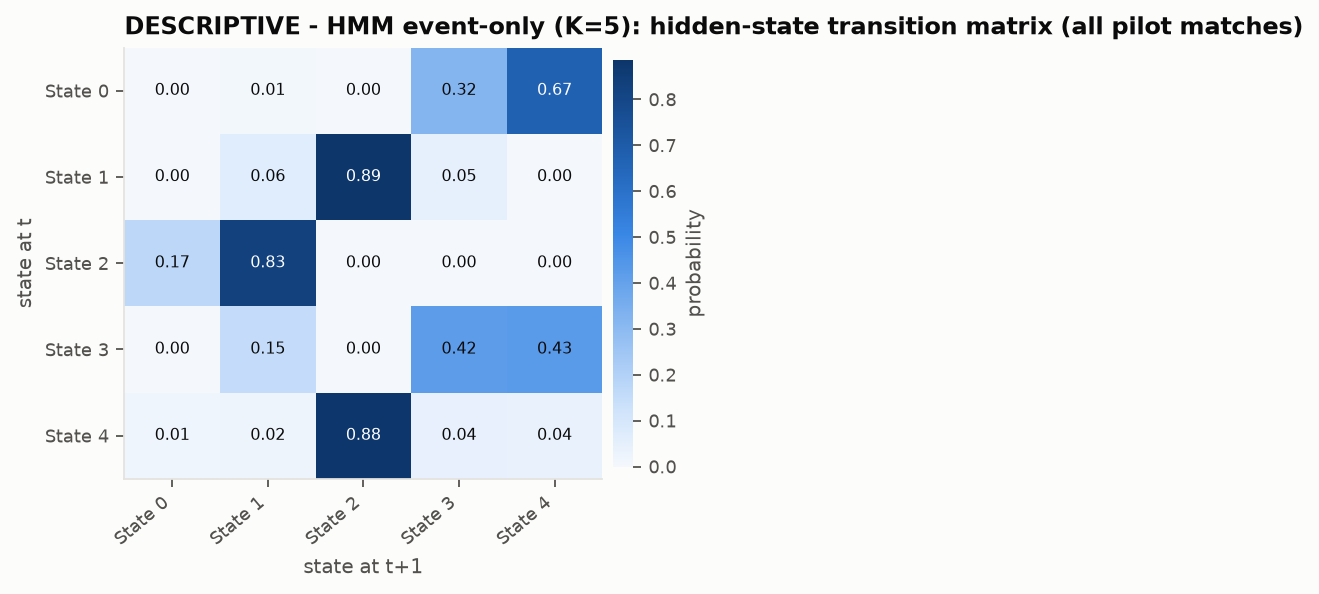 DESCRIPTIVE - HMM event-only (K=5): hidden-state transition matrix (all pilot matches)
State 0 0.00 0.01 0.00 0.32 0.67
State 1 0.00 0.06 0.89 0.05 0.00
State 2 0.17 0.83 0.00 0.00 0.00
State 3 0.00 0.15 0.00 0.42 0.43
State 4 0.01 0.02 0.88 0.04 0.04
State 0 State 1 State 2 State 3 State 4
state at t+1
state at t
0.8
0.7
0.6
0.5
0.4
0.3
0.2
0.1
0.0
probability